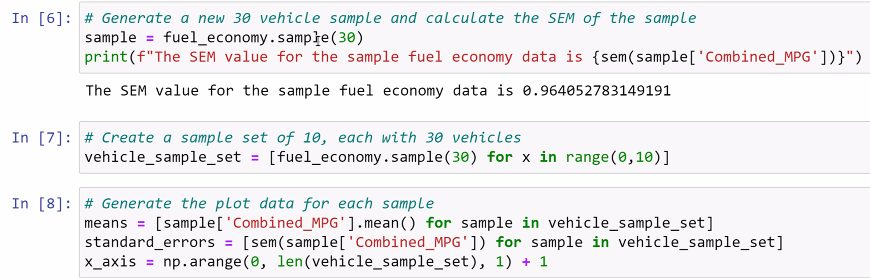 In [6]: # Generate a new 30 vehicle sample and calculate the SEM of the sample
sample = fuel_economy.sample(30)
print(f"The SEM value for the sample fuel economy data is {sem(sample['Combined_MPG'])}")
The SEM value for the sample fuel economy data is 0.964052783149191
In [7]: # Create a sample set of 10, each with 30 vehicles
vehicle_sample_set = [fuel_economy.sample(30) for x in range(0,10)]
In [8]: # Generate the plot data for each sample
means = [sample['Combined_MPG'].mean() for sample in vehicle_sample_set]
standard_errors = [sem(sample['Combined_MPG']) for sample in vehicle_sample_set]
x_axis = np.arange(0, len(vehicle_sample_set), 1) + 1